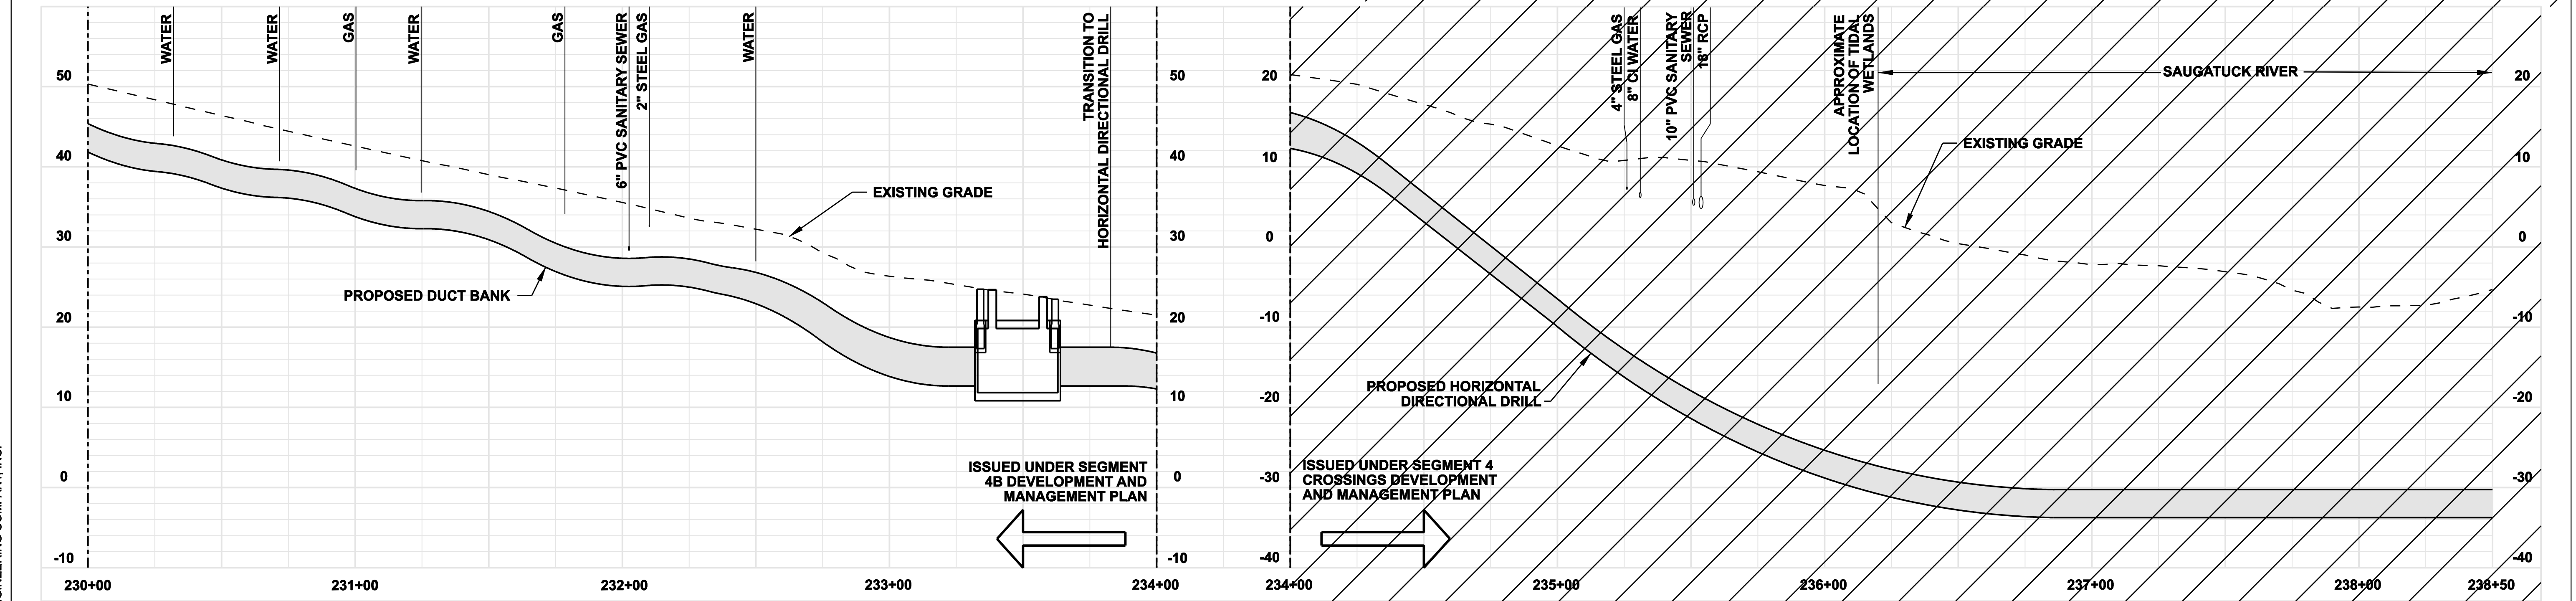 WATER
WATER
GAS
WATER
GAS
6" PVC SANITARY SEWER
2" STEEL GAS
WATER
TRANSITION TO
HORIZONTAL DIRECTIONAL DRILL
50
40
30
20
10
0
-10
EXISTING GRADE
PROPOSED DUCT BANK
ISSUED UNDER SEGMENT
4B DEVELOPMENT AND
MANAGEMENT PLAN
50
40
30
20
10
0
-10
230+00
231+00
232+00
233+00
234+00
20
10
0
-10
-20
-30
-40
4" STEEL GAS
8" CI WATER
10" PVC SANITARY
SEWER
18" RCP
APPROXIMATE
LOCATION OF TIDAL
WETLANDS
SAUGATUCK RIVER
EXISTING GRADE
PROPOSED HORIZONTAL
DIRECTIONAL DRILL
ISSUED UNDER SEGMENT 4
CROSSINGS DEVELOPMENT
AND MANAGEMENT PLAN
20
10
0
-10
-20
-30
-40
234+00
235+00
236+00
237+00
238+00
238+50